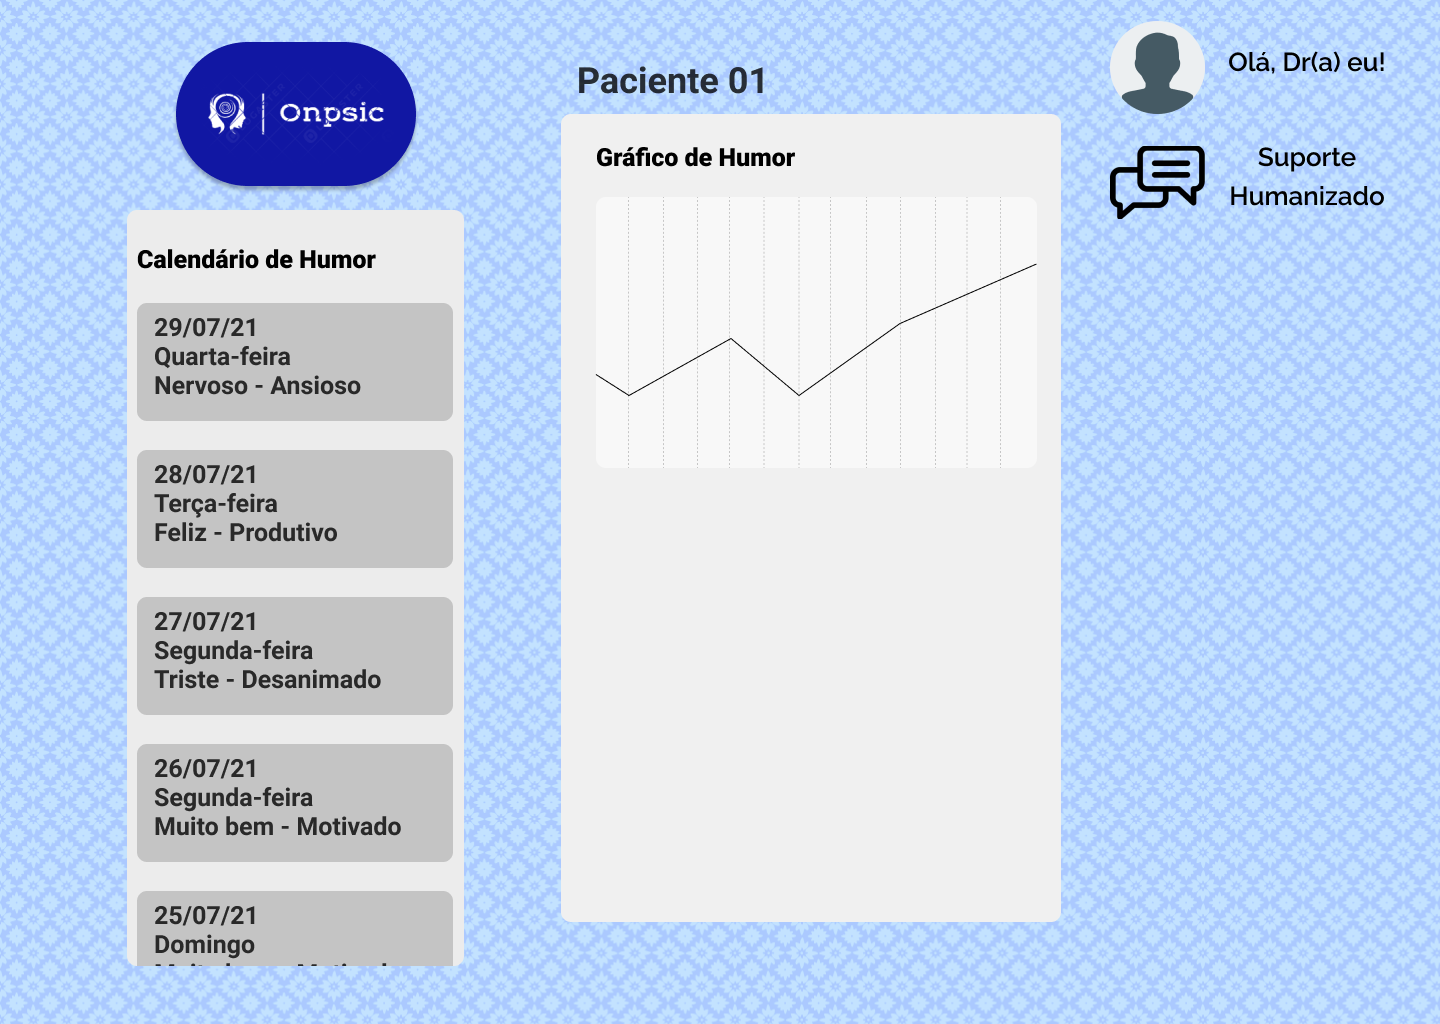 Onpsic
Calendário de Humor
29/07/21
Quarta-feira
Nervoso - Ansioso
28/07/21
Terça-feira
Feliz - Produtivo
27/07/21
Segunda-feira
Triste - Desanimado
26/07/21
Segunda-feira
Muito bem - Motivado
25/07/21
Domingo
Paciente 01
Gráfico de Humor
Olá, Dr(a) eu!
Suporte
Humanizado